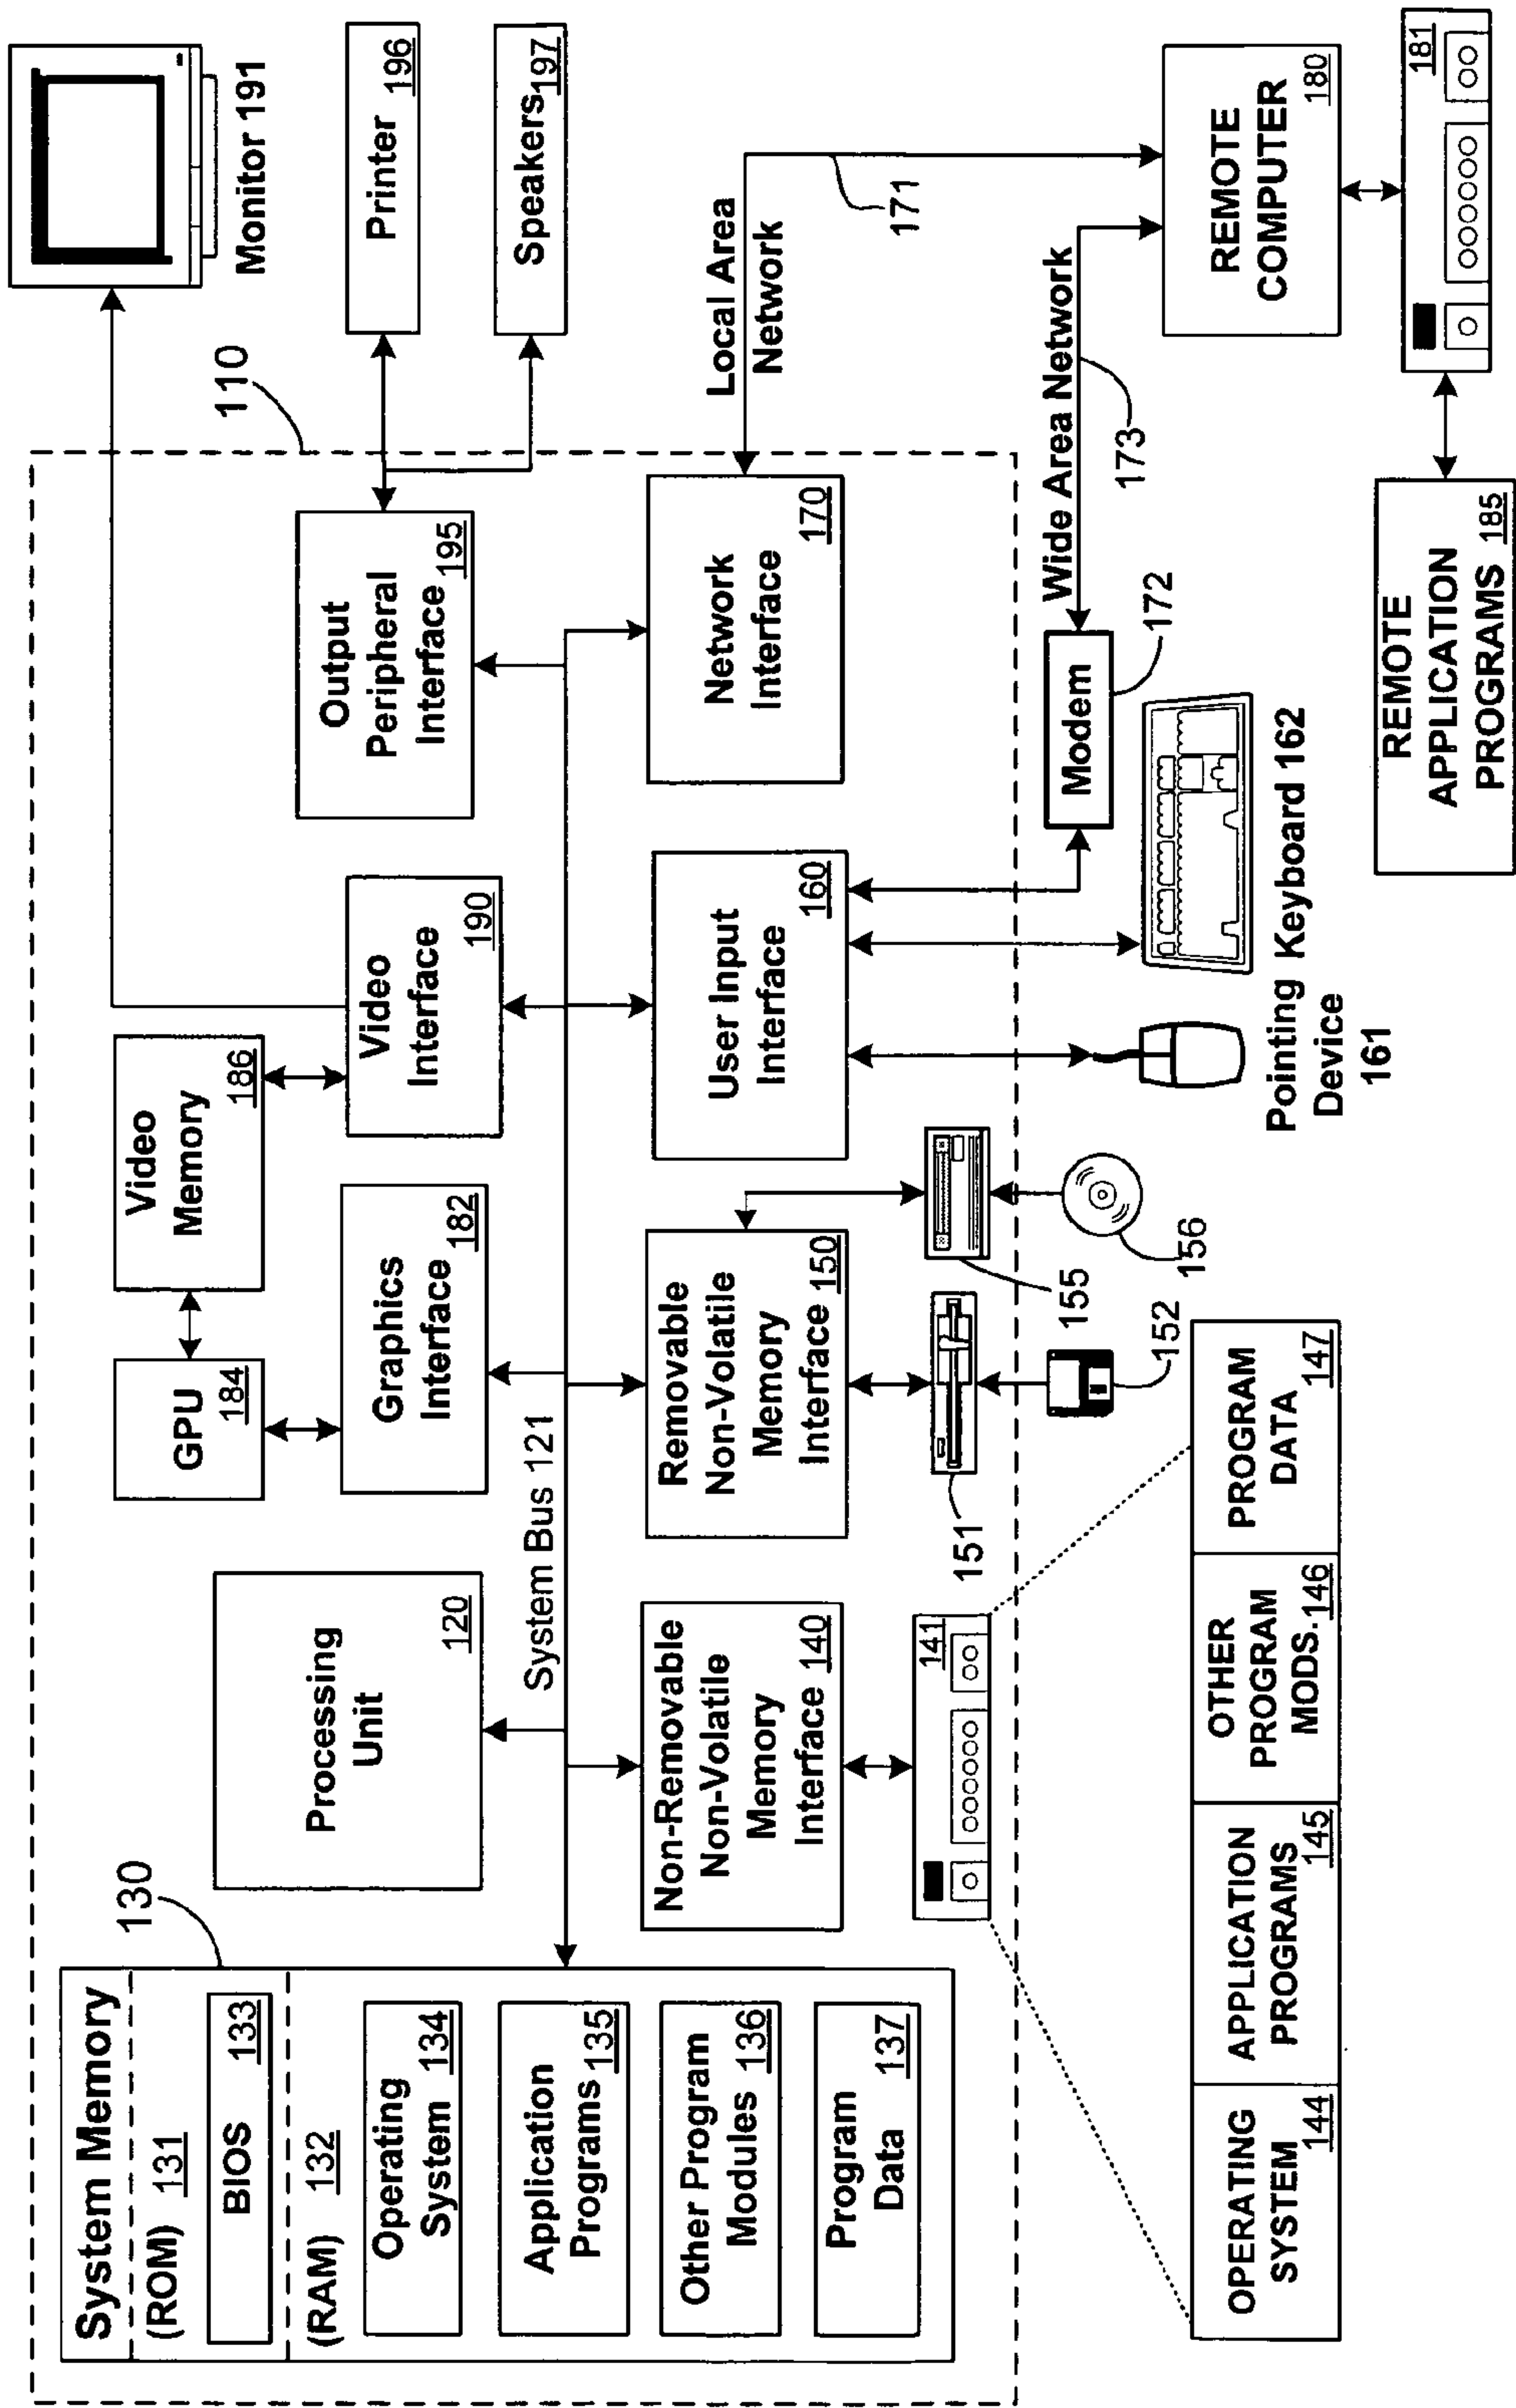 System Memory
(ROM) 131
BIOS 133
(RAM) 132
Operating
System 134
Application
Programs 135
Other Program
Modules 136
Program
Data 137
130
Processing
Unit
120
System Bus 121
GPU
184
Video
Memory
186
Graphics
Interface
182
Video
Interface
190
Output
Peripheral
Interface
195
110
Monitor 191
Printer
196
Speakers
197
Non-Removable
Non-Volatile
Memory
Interface 140
Removable
Non-Volatile
Memory
Interface 150
User Input
Interface
160
Network
Interface
170
Local Area
Network
171
141
151
152
155
156
Wide Area Network
173
Modem
172
Pointing
Device
161
Keyboard 162
REMOTE
COMPUTER
180
181
REMOTE
APPLICATION
PROGRAMS 185
OPERATING
SYSTEM 144
APPLICATION
PROGRAMS 145
OTHER
PROGRAM
MODS. 146
PROGRAM
DATA 147